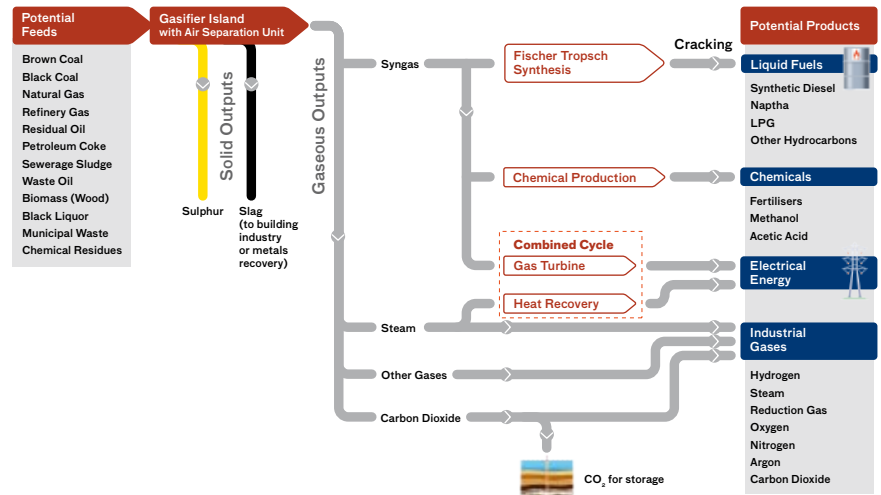 Potential
Feeds
Brown Coal
Black Coal
Natural Gas
Refinery Gas
Residual Oil
Petroleum Coke
Sewerage Sludge
Waste Oil
Biomass (Wood)
Black Liquor
Municipal Waste
Chemical Residues
Gasifier Island
with Air Separation Unit
Solid Outputs
Sulphur
Slag
(to building
industry
or metals
recovery)
Gaseous Outputs
Syngas
Steam
Other Gases
Carbon Dioxide
Fischer Tropsch
Synthesis
Cracking
Chemical Production
Combined Cycle
Gas Turbine
Heat Recovery
CO₂ for storage
Potential Products
Liquid Fuels
Synthetic Diesel
Naptha
LPG
Other Hydrocarbons
Chemicals
Fertilisers
Methanol
Acetic Acid
Electrical
Energy
Industrial
Gases
Hydrogen
Steam
Reduction Gas
Oxygen
Nitrogen
Argon
Carbon Dioxide